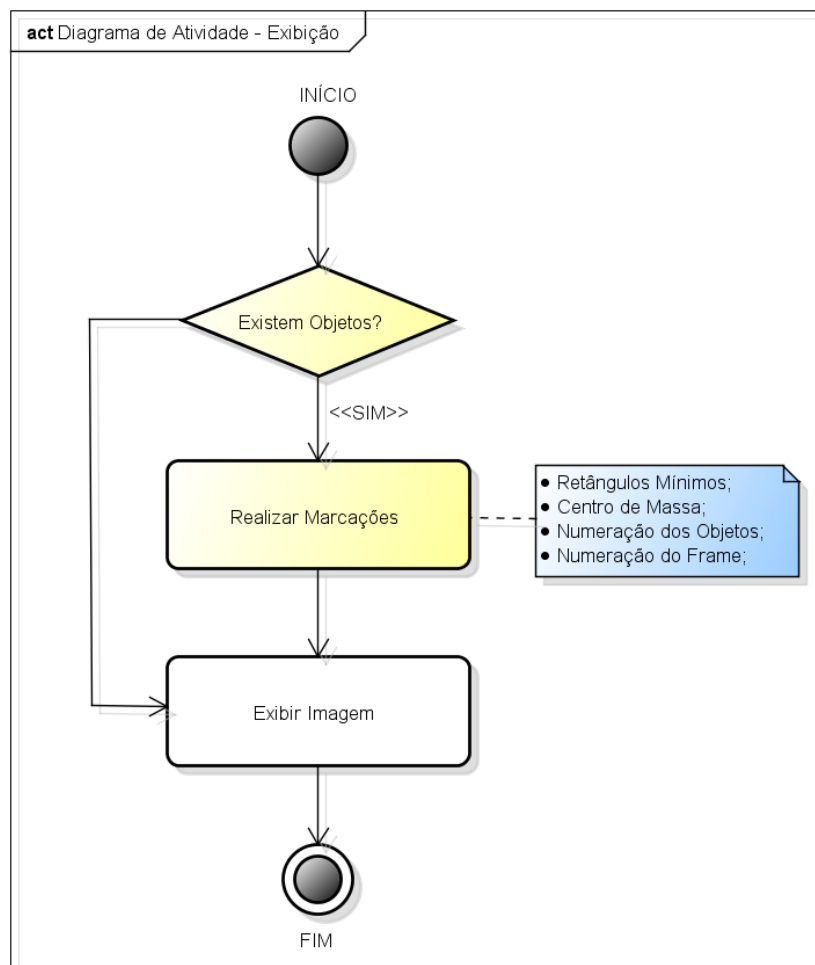 act Diagrama de Atividade - Exibição
INÍCIO
Existem Objetos?
<<SIM>>
Realizar Marcações
● Retângulos Mínimos;
● Centro de Massa;
● Numeração dos Objetos;
● Numeração do Frame;
Exibir Imagem
FIM